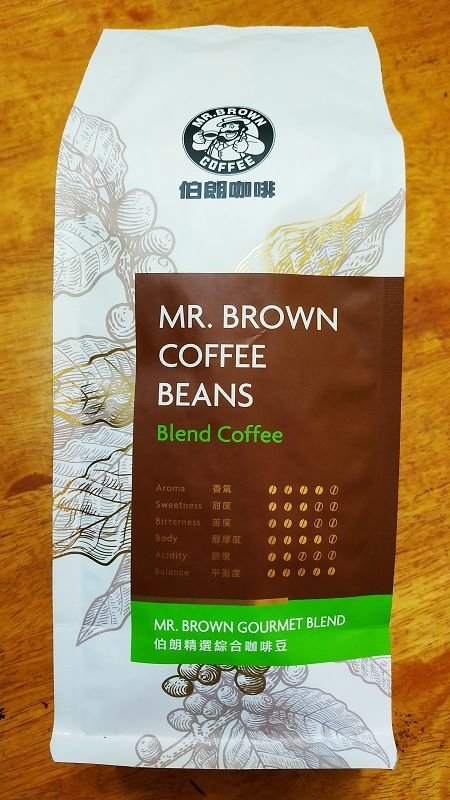 MR. BROWN
COFFEE
伯朗咖啡
MR. BROWN
COFFEE
BEANS
Blend Coffee
Aroma 香氣
Sweetness 甜度
Bitterness 苦度
Body 醇厚度
Acidity 酸度
Balance 平衡度
MR. BROWN GOURMET BLEND
伯朗精選綜合咖啡豆